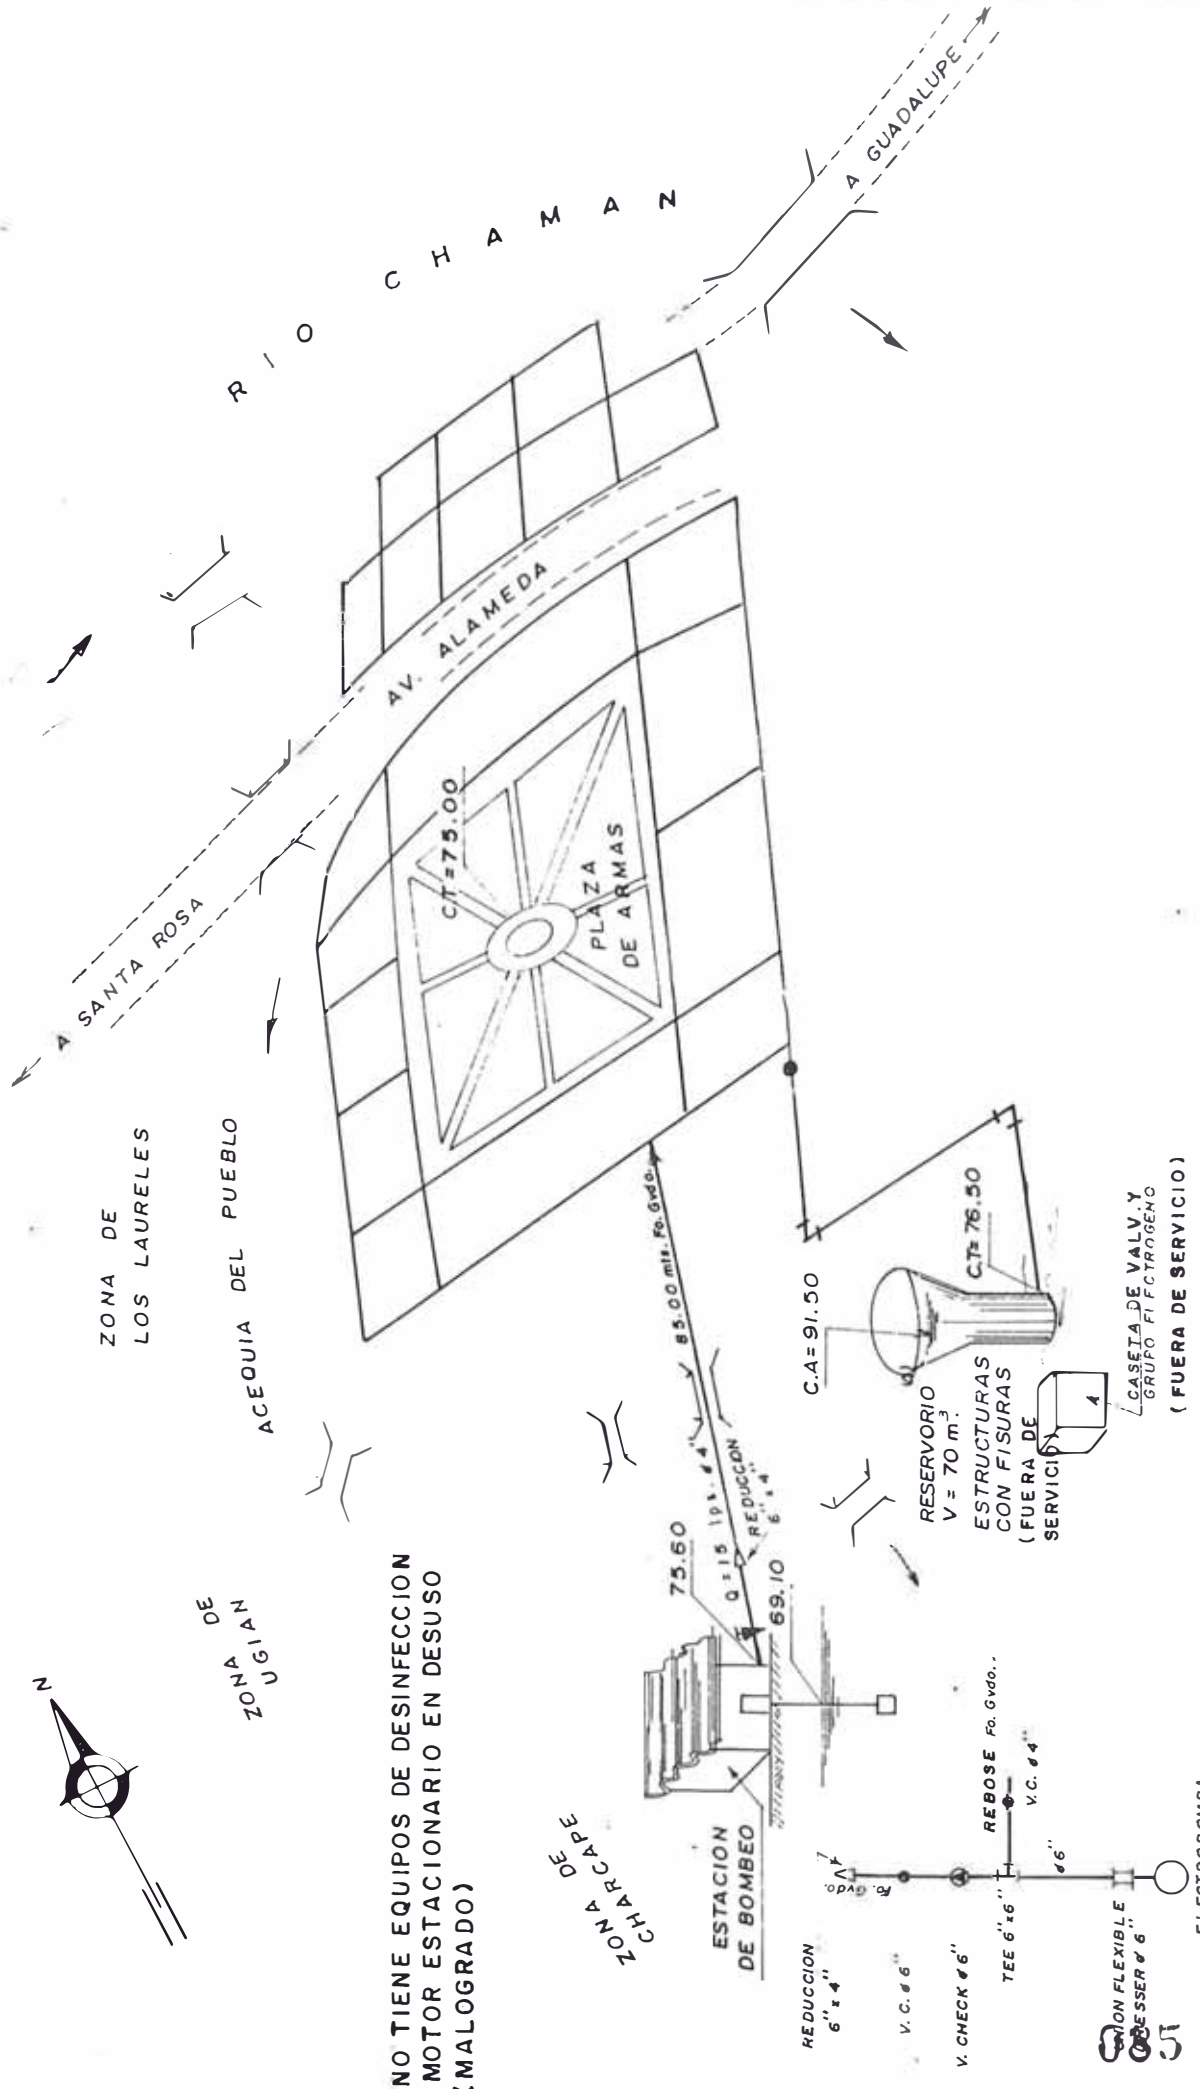 RIO CHAMAN
A GUADALUPE
AV. ALAMEDA
A SANTA ROSA
C.T=75.00
PLAZA
DE ARMAS
ZONA DE
LOS LAURELES
ACEQUIA DEL PUEBLO
85.00 mts. Fo. Gvdo.
Q=15 lps. ø 4"
REDUCCION
6" x 4"
75.60
69.10
C.A=91.50
C.T=76.50
RESERVORIO
V = 70 m³.
ESTRUCTURAS
CON FISURAS
(FUERA DE
SERVICIO)
CASETA DE VALV. Y
GRUPO ELECTROGENO
(FUERA DE SERVICIO)
N
ZONA DE
UGIAN
NO TIENE EQUIPOS DE DESINFECCION
MOTOR ESTACIONARIO EN DESUSO
(MALOGRADO)
ZONA DE
CHARCAPE
ESTACION
DE BOMBEO
REDUCCION
6" x 4"
Fo. Gvdo.
V. C. ø 6"
V. CHECK ø 6"
TEE 6" x 6"
REBOSE Fo. Gvdo..
V.C. ø 4"
ø 6"
UNION FLEXIBLE
DRESSER ø 6"
085